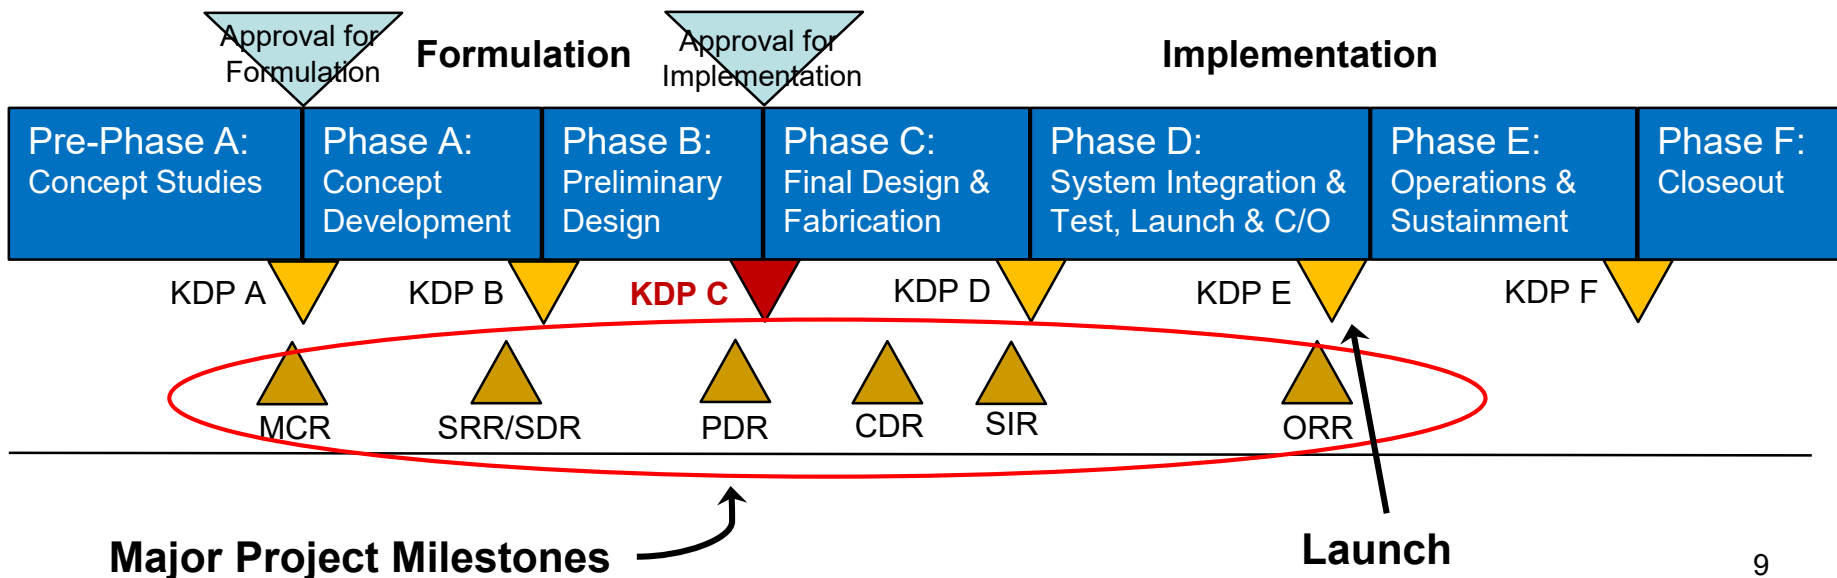 Approval for
Formulation
Formulation
Approval for
Implementation
Implementation
Pre-Phase A:
Concept Studies
Phase A:
Concept
Development
Phase B:
Preliminary
Design
Phase C:
Final Design &
Fabrication
Phase D:
System Integration &
Test, Launch & C/O
Phase E:
Operations &
Sustainment
Phase F:
Closeout
KDP A
KDP B
KDP C
KDP D
KDP E
KDP F
MCR
SRR/SDR
PDR
CDR
SIR
ORR
Major Project Milestones
Launch
9